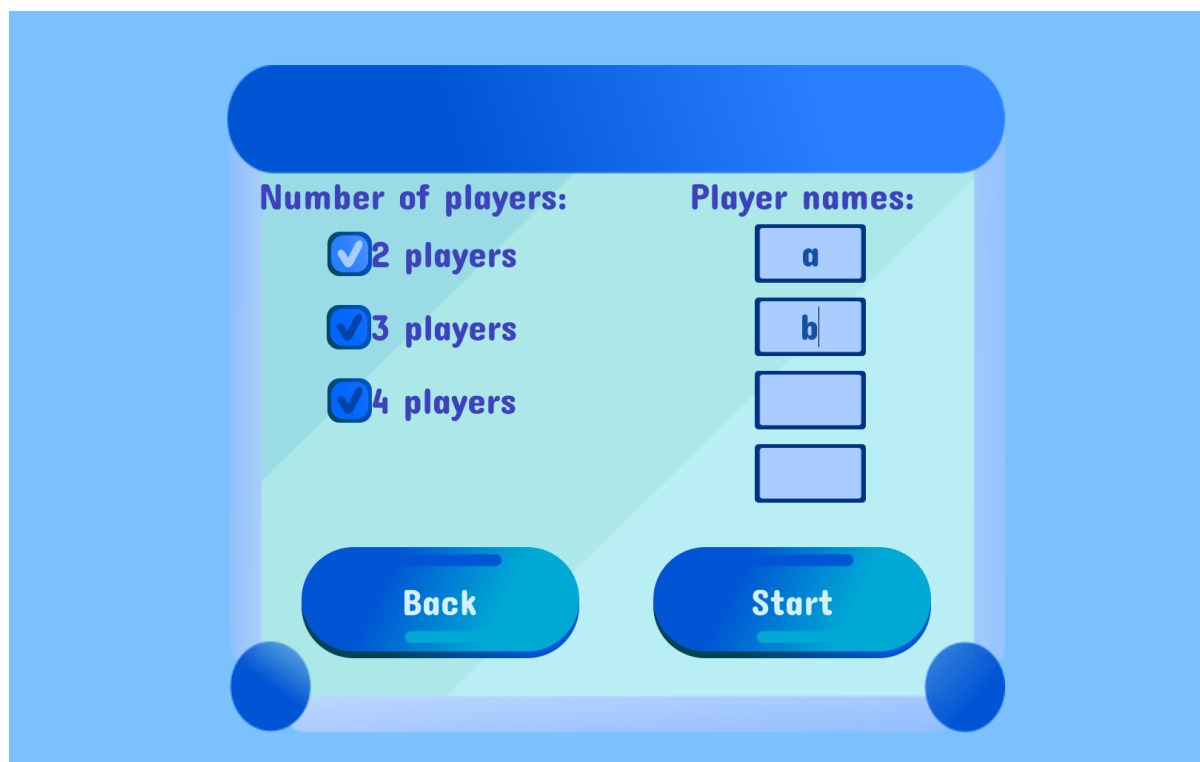 Number of players:
2 players
3 players
4 players
Player names:
a
b
Back
Start